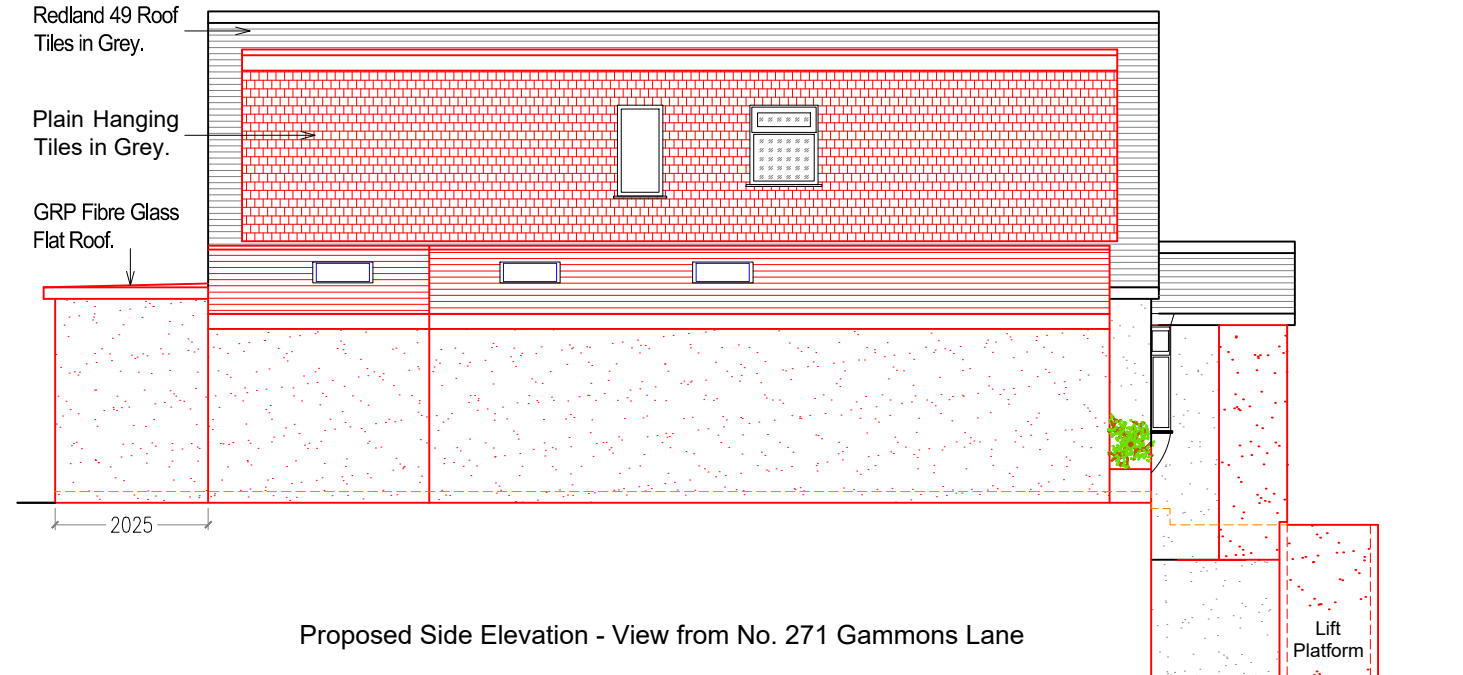 Redland 49 Roof
Tiles in Grey.
Plain Hanging
Tiles in Grey.
GRP Fibre Glass
Flat Roof.
2025
Proposed Side Elevation - View from No. 271 Gammons Lane
Lift
Platform